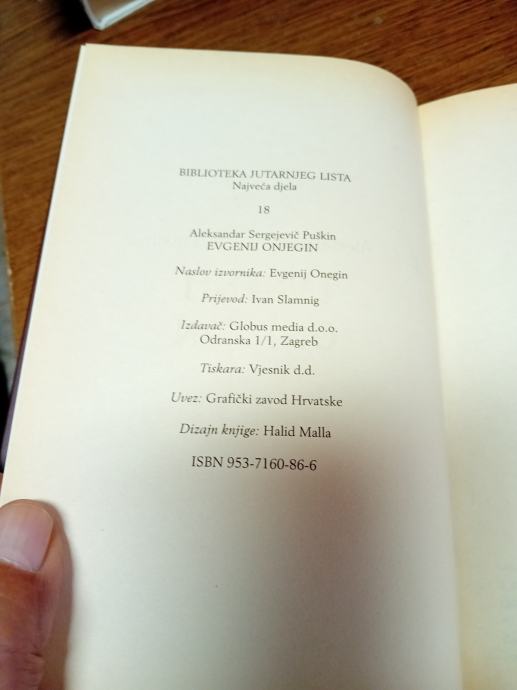 BIBLIOTEKA JUTARNJEG LISTA
Najveća djela
18
Aleksandar Sergejevič Puškin
EVGENIJ ONJEGIN
Naslov izvornika: Evgenij Onegin
Prijevod: Ivan Slamnig
Izdavač: Globus media d.o.o.
Odranska 1/1, Zagreb
Tiskara: Vjesnik d.d.
Uvez: Grafički zavod Hrvatske
Dizajn knjige: Halid Malla
ISBN 953-7160-86-6